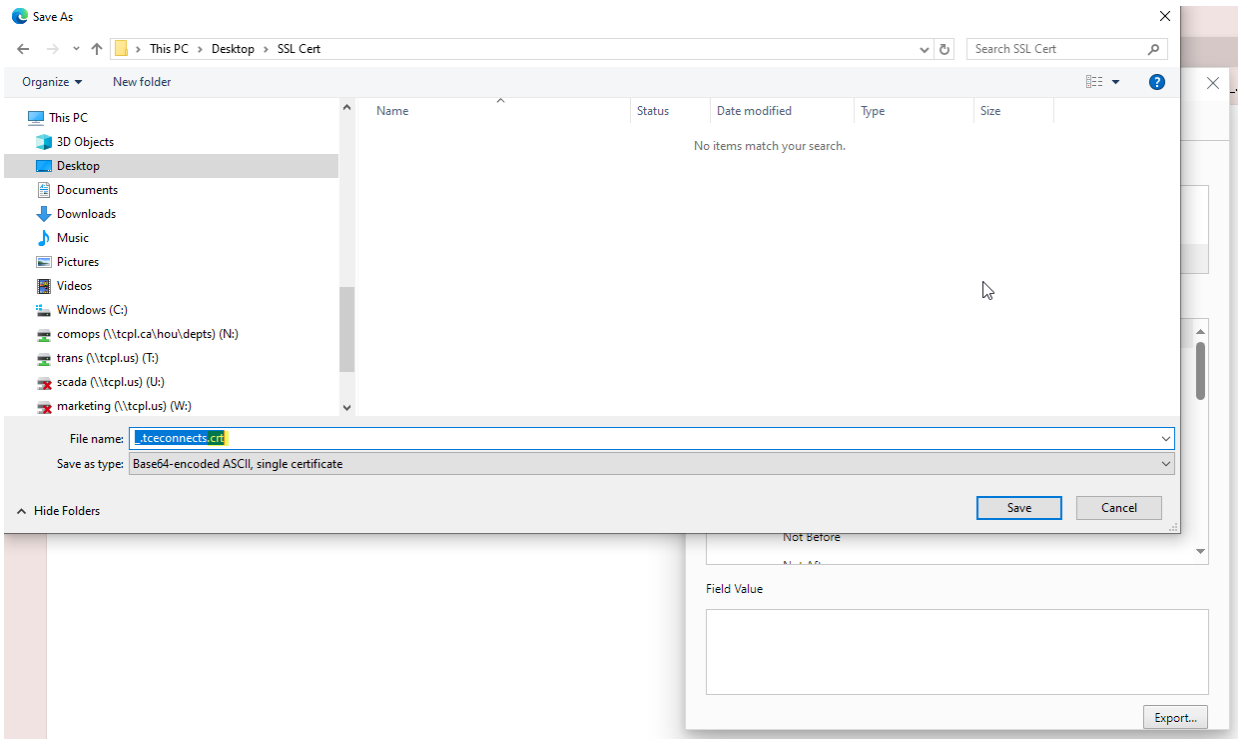 Save As
This PC > Desktop > SSL Cert
Search SSL Cert
Organize
New folder
?
Name
Status
Date modified
Type
Size
This PC
3D Objects
Desktop
Documents
Downloads
Music
Pictures
Videos
Windows (C:)
comops (\\tcpl.ca\hou\depts) (N:)
trans (\\tcpl.us) (T:)
scada (\\tcpl.us) (U:)
marketing (\\tcpl.us) (W:)
No items match your search.
File name: _.tceconnects.crt
Save as type: Base64-encoded ASCII, single certificate
Hide Folders
Save
Cancel
Not Before
Field Value
Export...